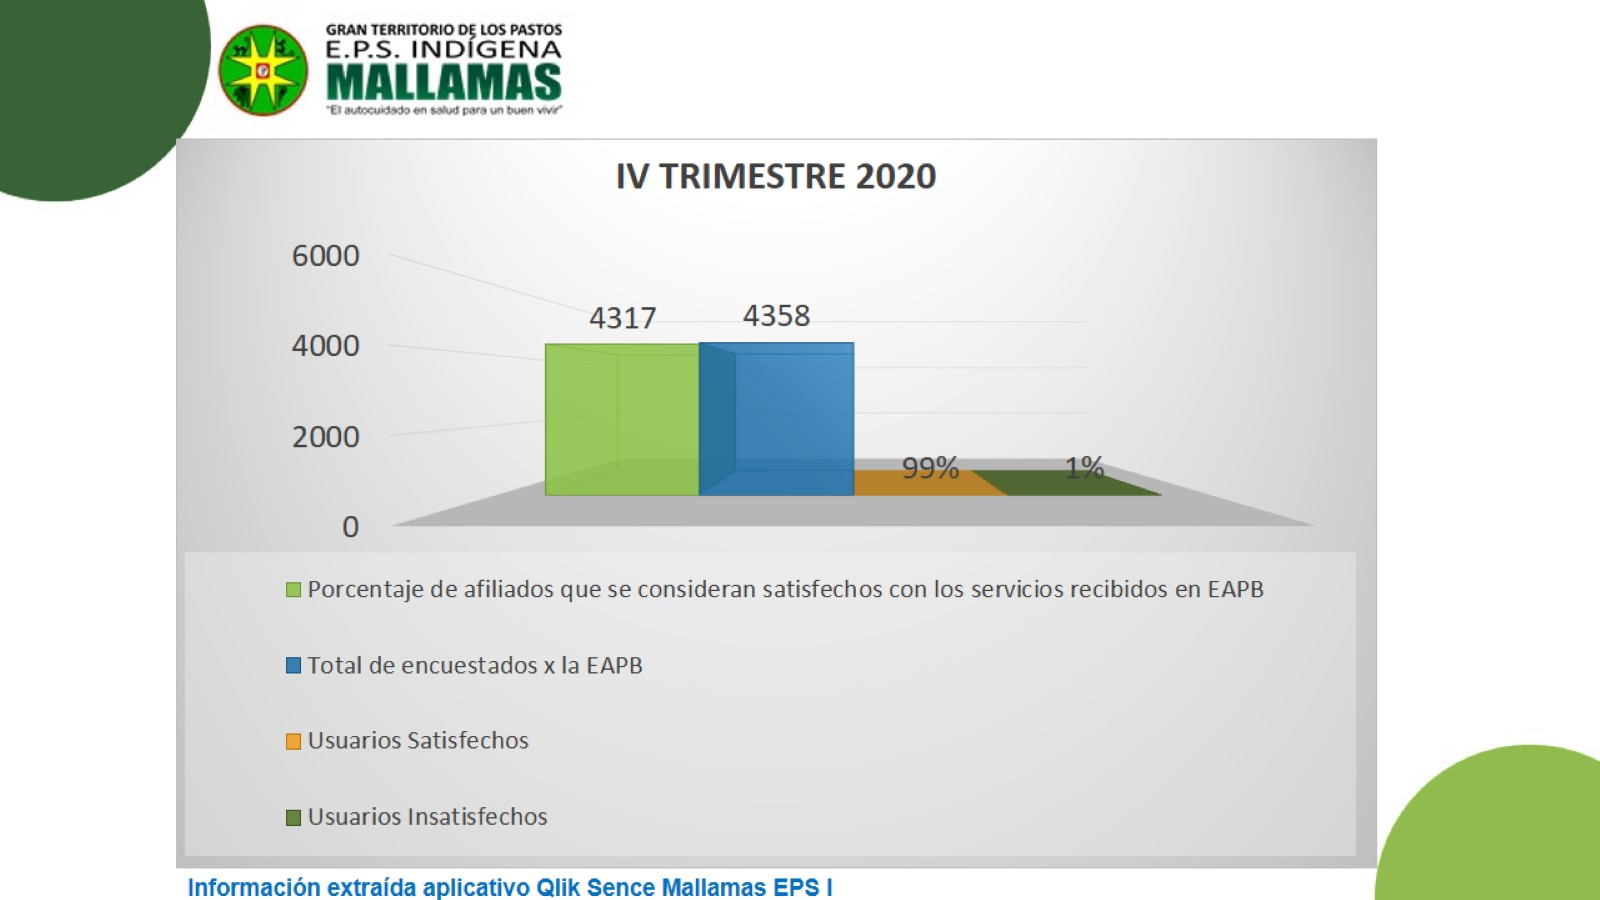 GRAN TERRITORIO DE LOS PASTOS
E.P.S. INDÍGENA
MALLAMAS
"El autocuidado en salud para un buen vivir"
IV TRIMESTRE 2020
6000
4000
2000
0
4317
4358
99%
1%
Porcentaje de afiliados que se consideran satisfechos con los servicios recibidos en EAPB
Total de encuestados x la EAPB
Usuarios Satisfechos
Usuarios Insatisfechos
Información extraída aplicativo Qlik Sence Mallamas EPS I